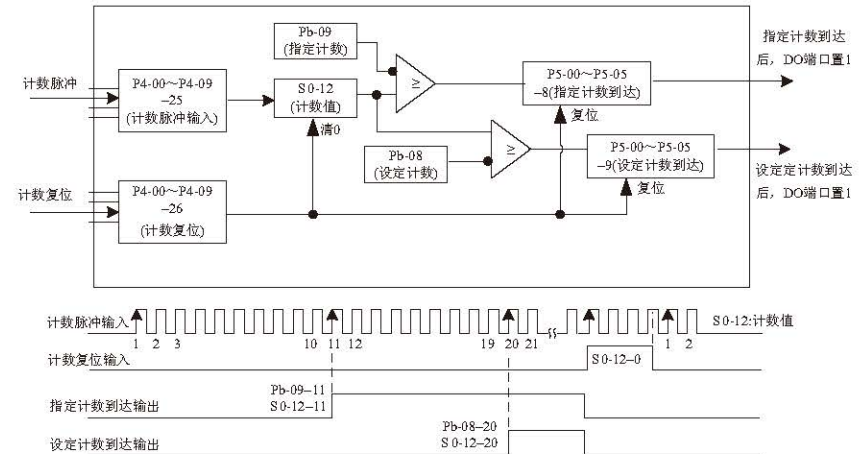 Pb-09
(指定计数)
指定计数到达
后，DO端口置1
计数脉冲
P4-00～P4-09
–25
(计数脉冲输入)
S0-12
(计数值)
≥
P5-00～P5-05
–8(指定计数到达)
复位
清0
Pb-08
(设定计数)
≥
P5-00～P5-05
–9(设定计数到达)
复位
设定定计数到达
后，DO端口置1
计数复位
P4-00～P4-09
–26
(计数复位)
计数脉冲输入
S0-12:计数值
1 2 3 10 11 12 19 20 21 1 2
计数复位输入
S0-12–0
Pb-09–11
指定计数到达输出
S0-12–11
Pb-08–20
设定计数到达输出
S0-12–20